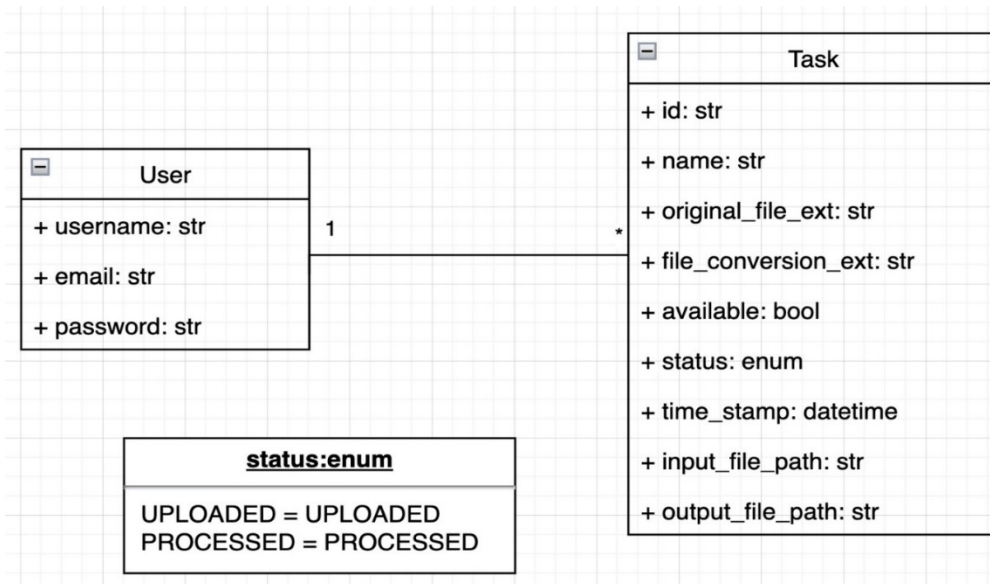 User
+ username: str
+ email: str
+ password: str
1
*
Task
+ id: str
+ name: str
+ original_file_ext: str
+ file_conversion_ext: str
+ available: bool
+ status: enum
+ time_stamp: datetime
+ input_file_path: str
+ output_file_path: str
status:enum
UPLOADED = UPLOADED
PROCESSED = PROCESSED